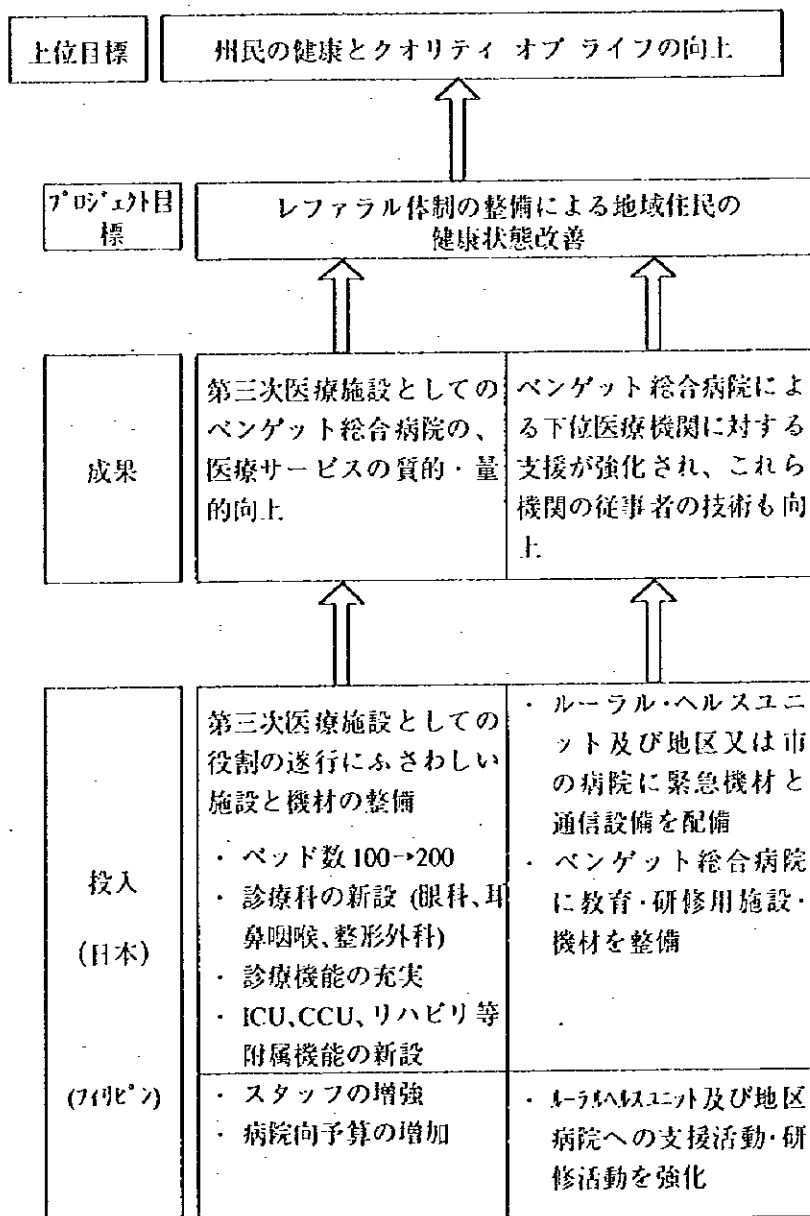 上位目標
州民の健康とクオリティ オブ ライフの向上
プロジェクト目
標
レファラル体制の整備による地域住民の
健康状態改善
成果
第三次医療施設としての
ベンゲット総合病院の、
医療サービスの質的・量
的向上
ベンゲット総合病院によ
る下位医療機関に対する
支援が強化され、これら
機関の従事者の技術も向
上
投入
(日本)
第三次医療施設としての
役割の遂行にふさわしい
施設と機材の整備
・ ベッド数100→200
・ 診療科の新設 (眼科、耳
鼻咽喉、整形外科)
・ 診療機能の充実
・ ICU、CCU、リハビリ等
附属機能の新設
・ ルーラル・ヘルスユニ
ット及び地区又は市
の病院に緊急機材と
通信設備を配備
・ ベンゲット総合病院
に教育・研修用施設・
機材を整備
(フィリピン)
・ スタッフの増強
・ 病院向予算の増加
・ ルーラルヘルスユニット及び地区
病院への支援活動・研
修活動を強化